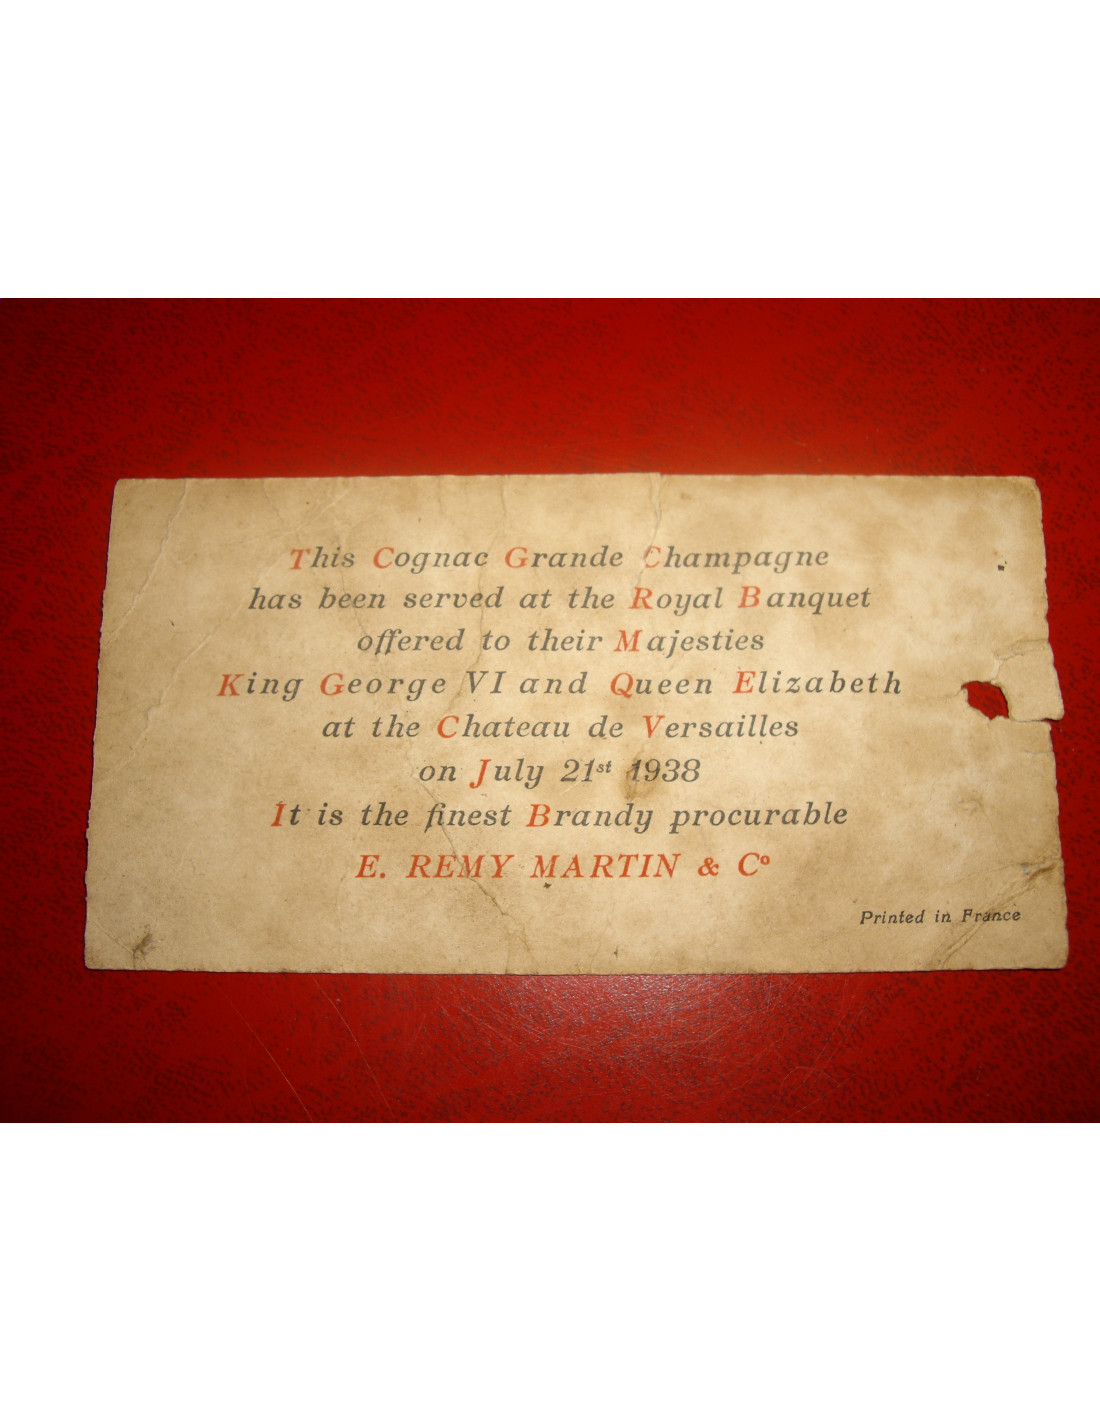 This Cognac Grande Champagne
has been served at the Royal Banquet
offered to their Majesties
King George VI and Queen Elizabeth
at the Chateau de Versailles
on July 21st 1938
It is the finest Brandy procurable
E. REMY MARTIN & Cº
Printed in France